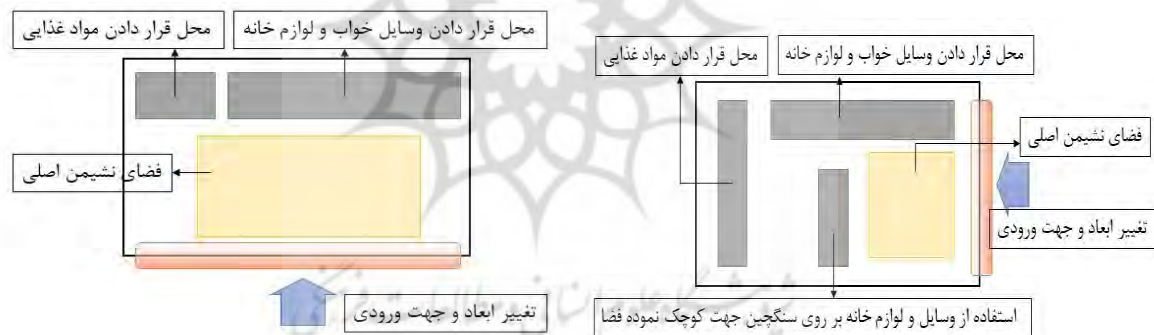 محل قرار دادن وسایل خواب و لوازم خانه
محل قرار دادن مواد غذایی
فضای نشیمن اصلی
تغییر ابعاد و جهت ورودی
محل قرار دادن وسایل خواب و لوازم خانه
محل قرار دادن مواد غذایی
فضای نشیمن اصلی
تغییر ابعاد و جهت ورودی
استفاده از وسایل و لوازم خانه بر روی سنگچین جهت کوچک نموده فضا